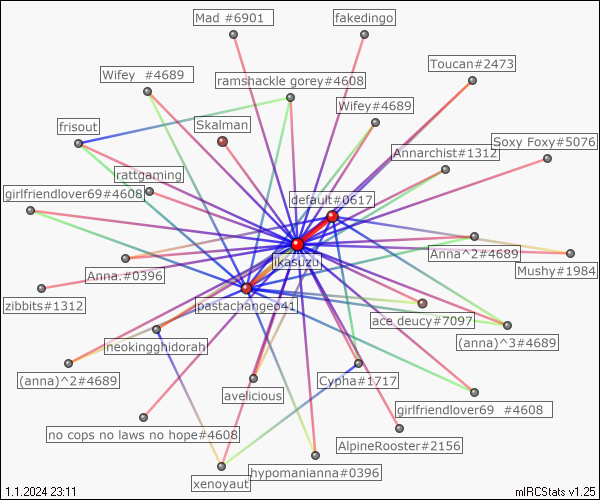 Mad #6901
fakedingo
Toucan#2473
Wifey  #4689
ramshackle gorey#4608
Wifey#4689
frisout
Skalman
Soxy Foxy#5076
Annarchist#1312
rattgaming
girlfriendlover69#4608
default#0617
Anna^2#4689
ikasuzu
Mushy#1984
Anna.#0396
zibbits#1312
pastachangeo41
ace deucy#7097
(anna)^3#4689
neokingghidorah
(anna)^2#4689
Cypha#1717
avelicious
girlfriendlover69  #4608
no cops no laws no hope#4608
AlpineRooster#2156
hypomanianna#0396
xenoyaut
1.1.2024 23:11
mIRCStats v1.25